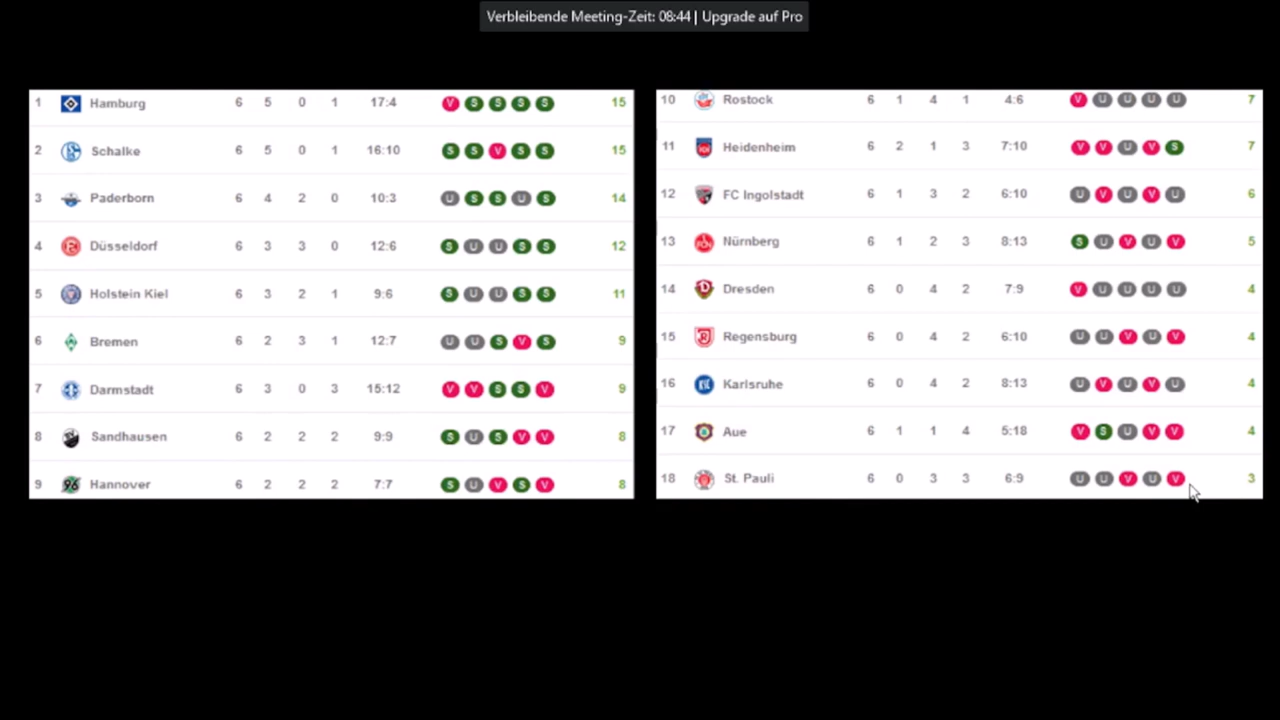 Verbleibende Meeting-Zeit: 08:44 | Upgrade auf Pro
1 Hamburg 6 5 0 1 17:4 V S S S S 15
2 Schalke 6 5 0 1 16:10 S S V S S 15
3 Paderborn 6 4 2 0 10:3 U S S U S 14
4 Düsseldorf 6 3 3 0 12:6 S U U S S 12
5 Holstein Kiel 6 3 2 1 9:6 S U U S S 11
6 Bremen 6 2 3 1 12:7 U U S V S 9
7 Darmstadt 6 3 0 3 15:12 V V S S V 9
8 Sandhausen 6 2 2 2 9:9 S U S V V 8
9 96 Hannover 6 2 2 2 7:7 S U V S V 8
10 Rostock 6 1 4 1 4:6 V U U U U 7
11 Heidenheim 6 2 1 3 7:10 V V U V S 7
12 FC Ingolstadt 6 1 3 2 6:10 U V U V U 6
13 Nürnberg 6 1 2 3 8:13 S U V U V 5
14 D Dresden 6 0 4 2 7:9 V U U U U 4
15 Regensburg 6 0 4 2 6:10 U U V U V 4
16 Karlsruhe 6 0 4 2 8:13 U V U V U 4
17 Aue 6 1 1 4 5:18 V S U V V 4
18 St. Pauli 6 0 3 3 6:9 U U V U V 3